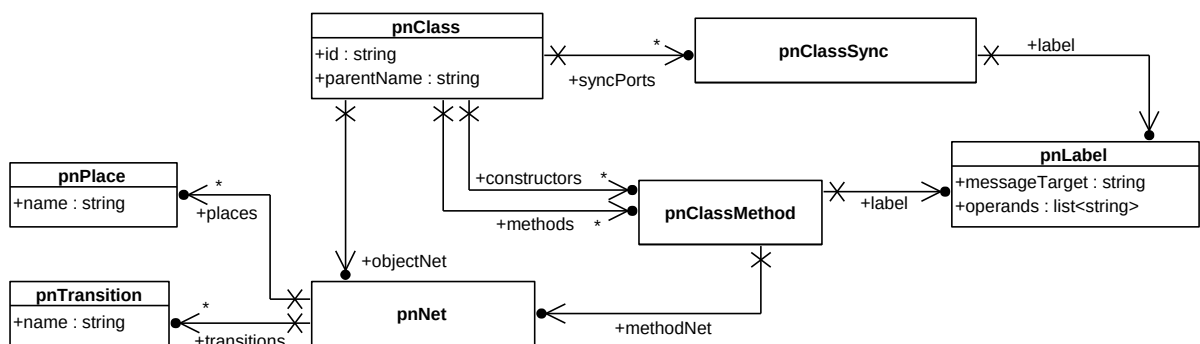 pnClass
+id : string
+parentName : string
*
+syncPorts
pnClassSync
+label
pnLabel
+messageTarget : string
+operands : list<string>
pnPlace
+name : string
*
+places
+constructors
*
+methods
*
pnClassMethod
+label
+objectNet
pnTransition
+name : string
*
+transitions
pnNet
+methodNet